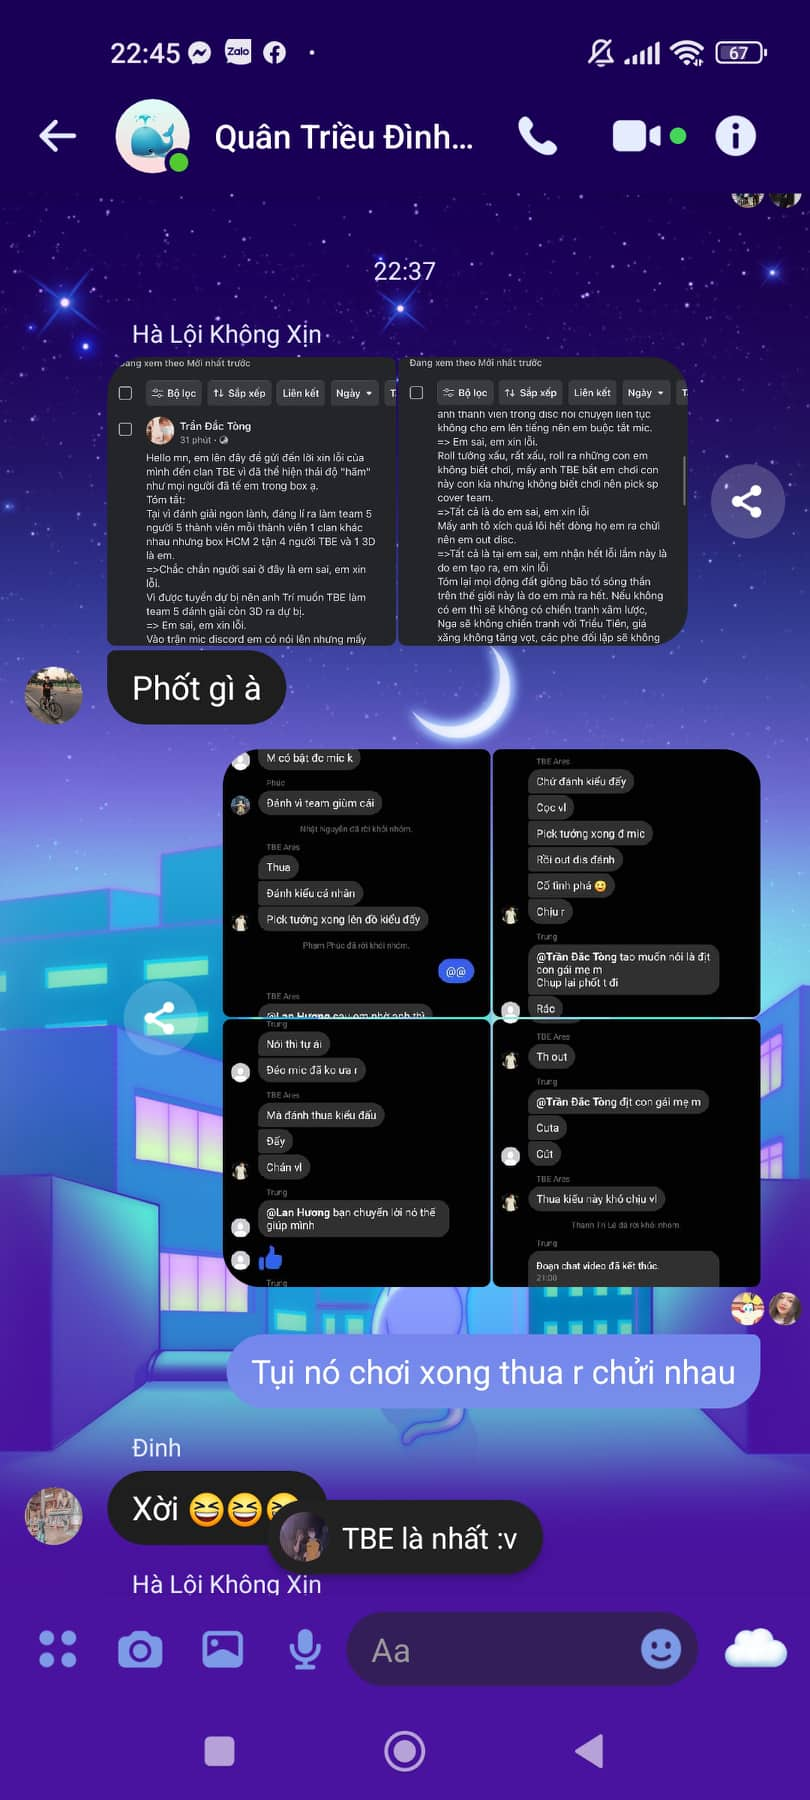 22:45
Zalo
67
Quân Triều Đình...
22:37
Hà Lội Không Xịn
Đang xem theo Mới nhất trước
Bộ lọc
Sắp xếp
Liên kết
Ngày
Trần Đắc Tòng
31 phút
Hello mn, em lên đây để gửi đến lời xin lỗi của
mình đến clan TBE vì đã thể hiện thái độ "hãm"
như mọi người đã tế em trong box ạ.
Tóm tắt:
Tại vì đánh giải ngon lành, đáng lí ra làm team 5
người 5 thành viên mỗi thành viên 1 clan khác
nhau nhưng box HCM 2 tận 4 người TBE và 1 3D
là em.
=>Chắc chắn người sai ở đây là em sai, em xin
lỗi.
Vì được tuyển dự bị nên anh Trí muốn TBE làm
team 5 đánh giải còn 3D ra dự bị.
=> Em sai, em xin lỗi.
Vào trận mic discord em có nói lên nhưng mấy
Đang xem theo Mới nhất trước
Bộ lọc
Sắp xếp
Liên kết
Ngày
anh thành viên trong disc nói chuyện liên tục
không cho em lên tiếng nên em buộc tắt mic.
=> Em sai, em xin lỗi.
Roll tướng xấu, rất xấu, roll ra những con em
không biết chơi, mấy anh TBE bắt em chơi con
này con kia nhưng không biết chơi nên pick sp
cover team.
=>Tất cả là do em sai, em xin lỗi
Mấy anh tô xích quá lôi hết dòng họ em ra chửi
nên em out disc.
=>Tất cả là tại em sai, em nhận hết lỗi lầm này là
do em tạo ra, em xin lỗi
Tóm lại mọi động đất giông bão tố sóng thần
trên thế giới này là do em mà ra hết. Nếu không
có em thì sẽ không có chiến tranh xâm lược,
Nga sẽ không chiến tranh với Triều Tiên, giá
xăng không tăng vọt, các phe đối lập sẽ không
Phốt gì à
M có bật đc mic k
Phúc
Đánh vì team giùm cái
Nhật Nguyễn đã rời khỏi nhóm.
TBE Ares
Thua
Đánh kiểu cá nhân
Pick tướng xong lên đồ kiểu đấy
Phạm Phúc đã rời khỏi nhóm.
@@
TBE Ares
@Lan Hương sau em nhờ anh thì
TBE Ares
Chứ đánh kiểu đấy
Cọc vl
Pick tướng xong đ mic
Rồi out dis đánh
Cố tình phá 😅
Chịu r
Trung
@Trần Đắc Tòng tao muốn nói là địt
con gái mẹ m
Chụp lại phốt t đi
Rác
Trung
Nói thì tự ái
Đéo mic đã ko ưa r
TBE Ares
Mà đánh thua kiểu đấu
Đấy
Chán vl
Trung
@Lan Hương bạn chuyển lời nó thế
giúp mình
Trung
TBE Ares
Th out
Trung
@Trần Đắc Tòng địt con gái mẹ m
Cuta
Cút
TBE Ares
Thua kiểu này khó chịu vl
Thanh Trí Lê đã rời khỏi nhóm.
Trung
Đoạn chat video đã kết thúc.
21:00
Tụi nó chơi xong thua r chửi nhau
Đinh
Xời 😆😆😆
TBE là nhất :v
Hà Lội Không Xịn
Aa